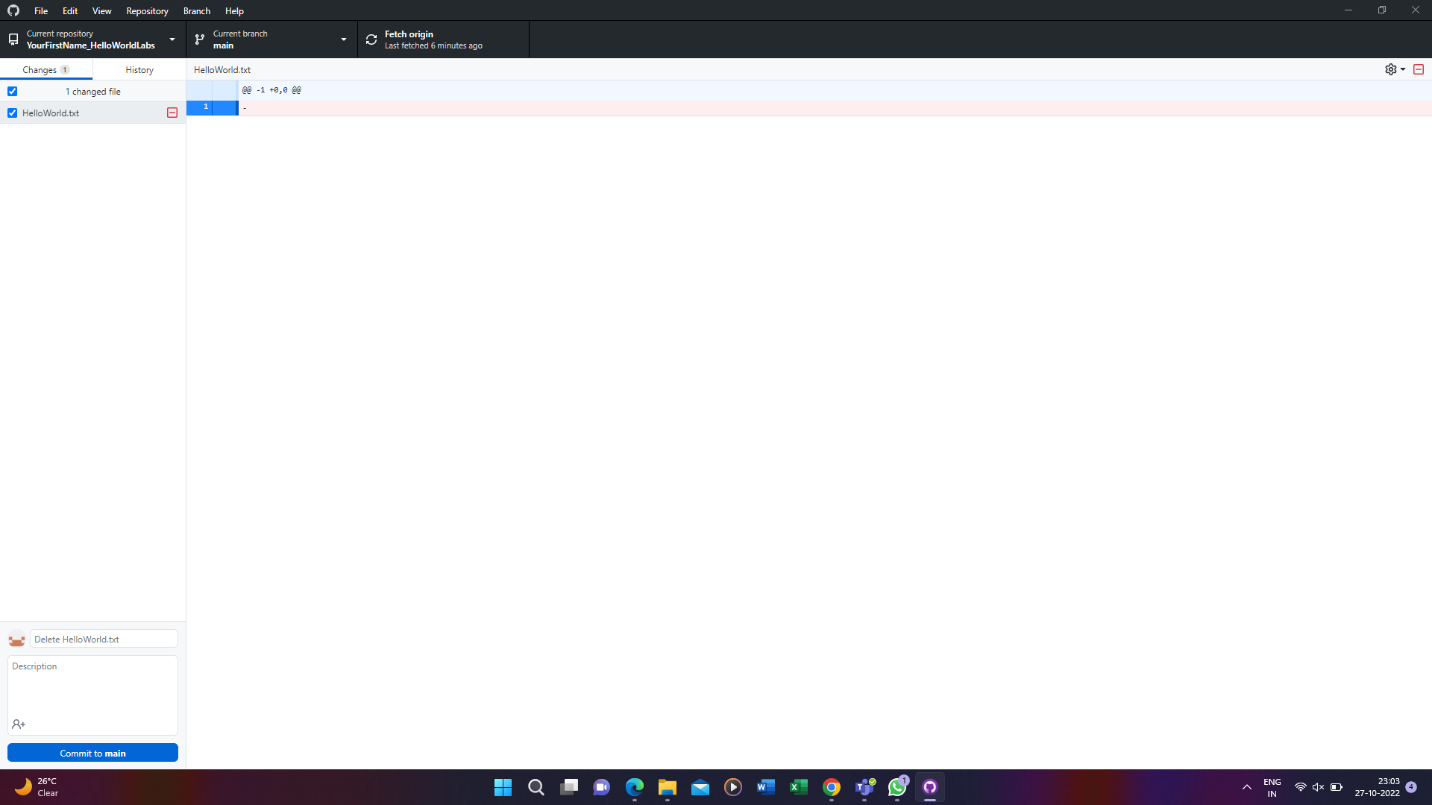 File Edit View Repository Branch Help
Current repository
YourFirstName_HelloWorldLabs
Current branch
main
Fetch origin
Last fetched 6 minutes ago
Changes 1 History
HelloWorld.txt
1 changed file
@@ -1 +0,0 @@
HelloWorld.txt
1 -
Delete HelloWorld.txt
Description
Commit to main
26°C
Clear
1
ENG
IN
23:03
27-10-2022
4